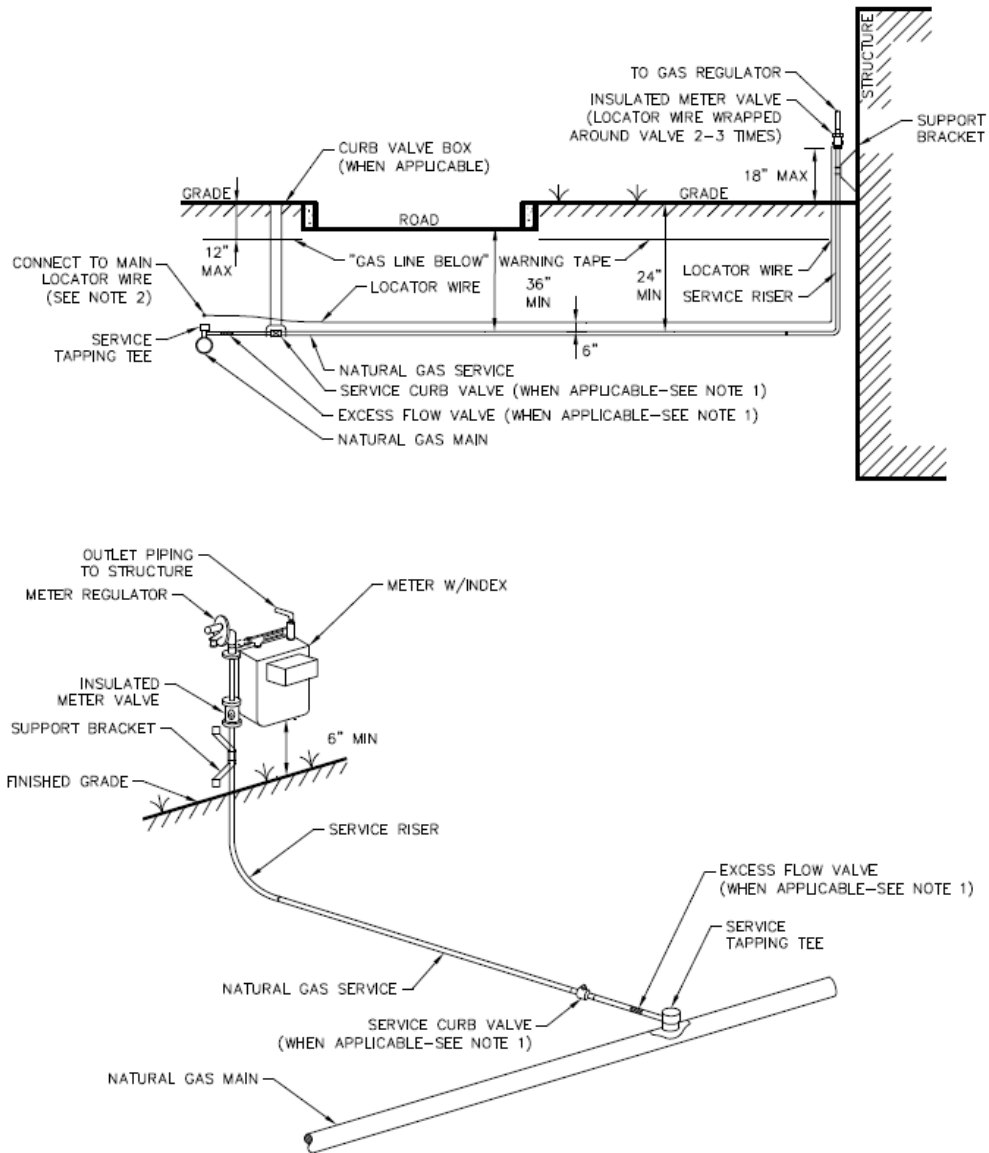 STRUCTURE
TO GAS REGULATOR
INSULATED METER VALVE
(LOCATOR WIRE WRAPPED
AROUND VALVE 2-3 TIMES)
SUPPORT
BRACKET
CURB VALVE BOX
(WHEN APPLICABLE)
18" MAX
GRADE
GRADE
ROAD
12"
MAX
"GAS LINE BELOW" WARNING TAPE
CONNECT TO MAIN
LOCATOR WIRE
(SEE NOTE 2)
LOCATOR WIRE
36"
MIN
24"
MIN
LOCATOR WIRE
SERVICE RISER
SERVICE
TAPPING TEE
6"
NATURAL GAS SERVICE
SERVICE CURB VALVE (WHEN APPLICABLE-SEE NOTE 1)
EXCESS FLOW VALVE (WHEN APPLICABLE-SEE NOTE 1)
NATURAL GAS MAIN
OUTLET PIPING
TO STRUCTURE
METER REGULATOR
METER W/INDEX
INSULATED
METER VALVE
SUPPORT BRACKET
6" MIN
FINISHED GRADE
SERVICE RISER
EXCESS FLOW VALVE
(WHEN APPLICABLE-SEE NOTE 1)
SERVICE
TAPPING TEE
NATURAL GAS SERVICE
SERVICE CURB VALVE
(WHEN APPLICABLE-SEE NOTE 1)
NATURAL GAS MAIN